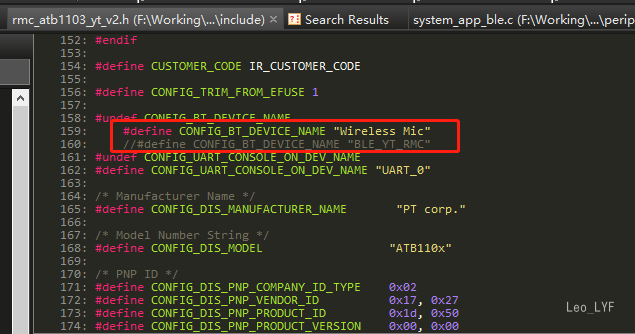 rmc_atb1103_yt_v2.h (F:\Working\...\include) × Search Results system_app_ble.c (F:\Working\...\perip
152: #endif
153:
154: #define CUSTOMER_CODE IR_CUSTOMER_CODE
155:
156: #define CONFIG_TRIM_FROM_EFUSE 1
157:
158: #undef CONFIG_BT_DEVICE_NAME
159: #define CONFIG_BT_DEVICE_NAME "Wireless Mic"
160: //#define CONFIG_BT_DEVICE_NAME "BLE_YT_RMC"
161: #undef CONFIG_UART_CONSOLE_ON_DEV_NAME
162: #define CONFIG_UART_CONSOLE_ON_DEV_NAME "UART_0"
163:
164: /* Manufacturer Name */
165: #define CONFIG_DIS_MANUFACTURER_NAME "PT corp."
166:
167: /* Model Number String */
168: #define CONFIG_DIS_MODEL "ATB110x"
169:
170: /* PNP ID */
171: #define CONFIG_DIS_PNP_COMPANY_ID_TYPE 0x02
172: #define CONFIG_DIS_PNP_VENDOR_ID 0x17, 0x27
173: #define CONFIG_DIS_PNP_PRODUCT_ID 0x1d, 0x50
174: #define CONFIG_DIS_PNP_PRODUCT_VERSION 0x00, 0x00
Leo_LYF